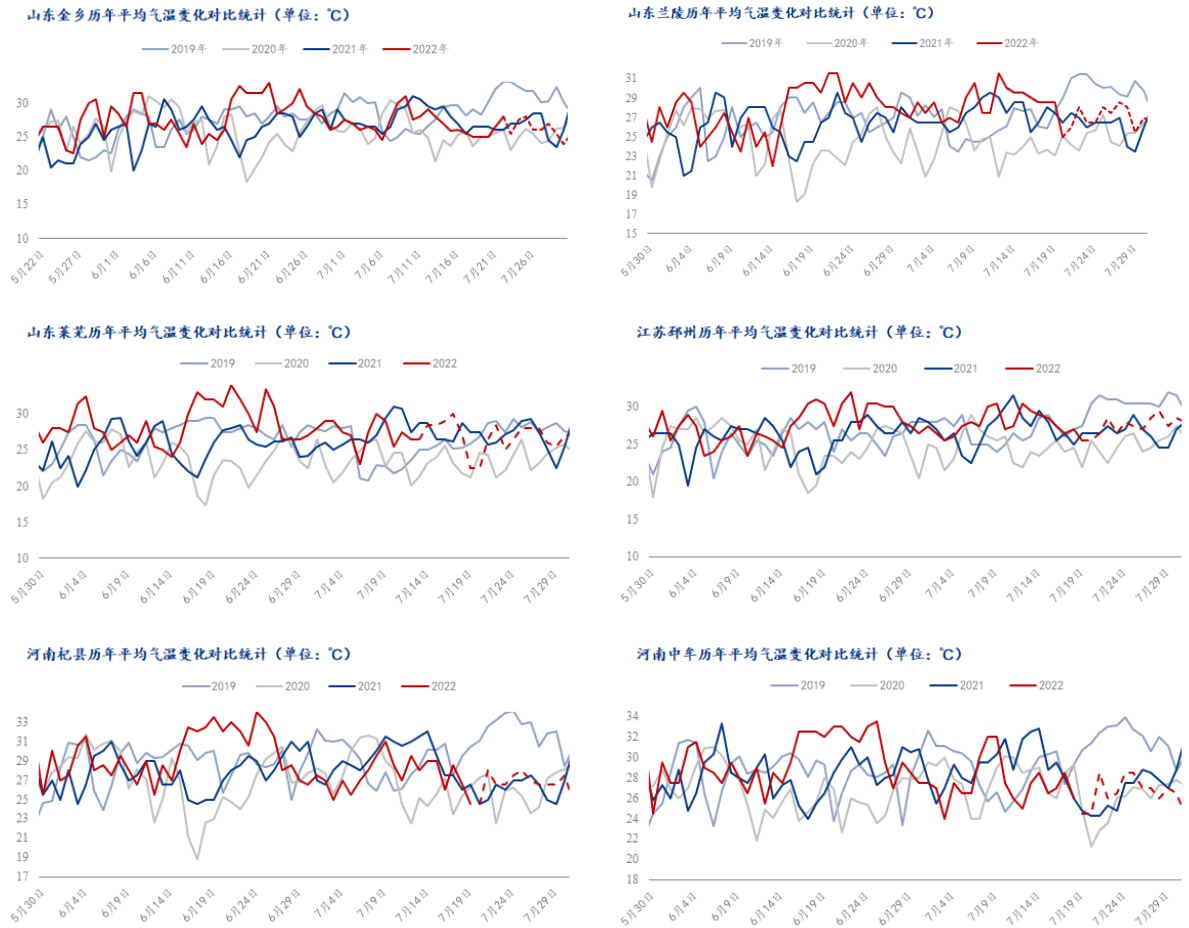 山东金乡历年平均气温变化对比统计（单位：℃）
2019年 2020年 2021年 2022年
30
25
20
15
10
5月22日 5月27日 6月1日 6月6日 6月11日 6月16日 6月21日 6月26日 7月1日 7月6日 7月11日 7月16日 7月21日 7月26日
山东兰陵历年平均气温变化对比统计（单位：℃）
2019年 2020年 2021年 2022年
31
29
27
25
23
21
19
17
15
5月30日 6月4日 6月9日 6月14日 6月19日 6月24日 6月29日 7月4日 7月9日 7月14日 7月19日 7月24日 7月29日
山东莱芜历年平均气温变化对比统计（单位：℃）
2019 2020 2021 2022
30
25
20
15
10
5月30日 6月4日 6月9日 6月14日 6月19日 6月24日 6月29日 7月4日 7月9日 7月14日 7月19日 7月24日 7月29日
江苏邳州历年平均气温变化对比统计（单位：℃）
2019 2020 2021 2022
30
25
20
15
10
5月30日 6月4日 6月9日 6月14日 6月19日 6月24日 6月29日 7月4日 7月9日 7月14日 7月19日 7月24日 7月29日
河南杞县历年平均气温变化对比统计（单位：℃）
2019 2020 2021 2022
33
31
29
27
25
23
21
19
17
5月30日 6月4日 6月9日 6月14日 6月19日 6月24日 6月29日 7月4日 7月9日 7月14日 7月19日 7月24日 7月29日
河南中牟历年平均气温变化对比统计（单位：℃）
2019 2020 2021 2022
34
32
30
28
26
24
22
20
18
5月30日 6月4日 6月9日 6月14日 6月19日 6月24日 6月29日 7月4日 7月9日 7月14日 7月19日 7月24日 7月29日